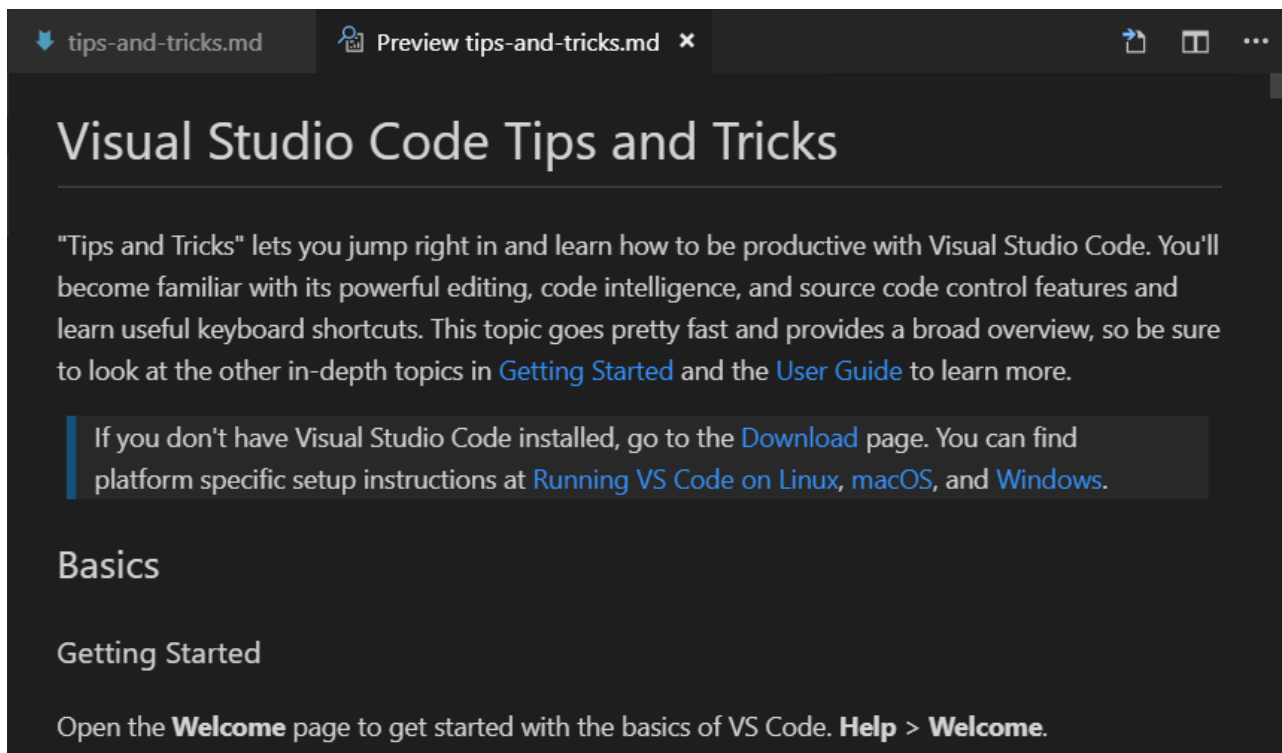 tips-and-tricks.md
Preview tips-and-tricks.md
Visual Studio Code Tips and Tricks
"Tips and Tricks" lets you jump right in and learn how to be productive with Visual Studio Code. You'll
become familiar with its powerful editing, code intelligence, and source code control features and
learn useful keyboard shortcuts. This topic goes pretty fast and provides a broad overview, so be sure
to look at the other in-depth topics in Getting Started and the User Guide to learn more.
If you don't have Visual Studio Code installed, go to the Download page. You can find
platform specific setup instructions at Running VS Code on Linux, macOS, and Windows.
Basics
Getting Started
Open the Welcome page to get started with the basics of VS Code. Help > Welcome.